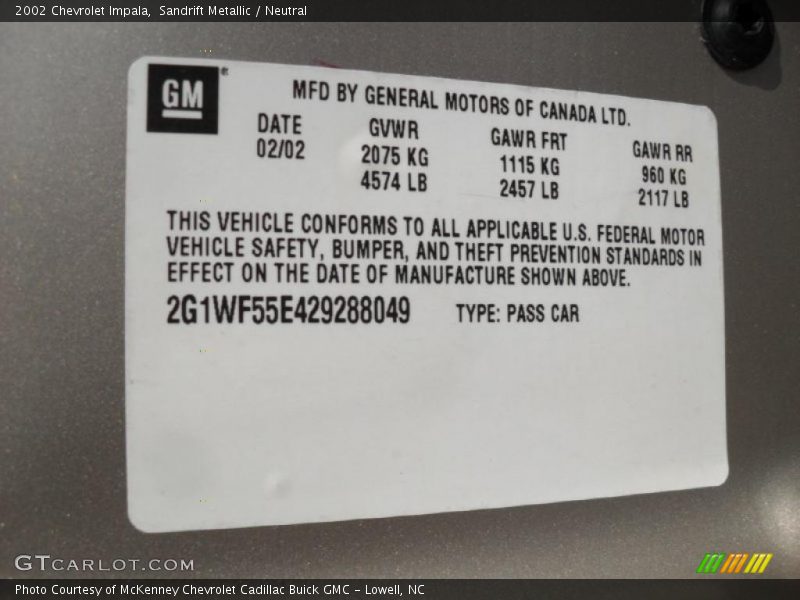 2002 Chevrolet Impala, Sandrift Metallic / Neutral
GM®
MFD BY GENERAL MOTORS OF CANADA LTD.
DATE GVWR GAWR FRT GAWR RR
02/02 2075 KG 1115 KG 960 KG
4574 LB 2457 LB 2117 LB
THIS VEHICLE CONFORMS TO ALL APPLICABLE U.S. FEDERAL MOTOR
VEHICLE SAFETY, BUMPER, AND THEFT PREVENTION STANDARDS IN
EFFECT ON THE DATE OF MANUFACTURE SHOWN ABOVE.
2G1WF55E429288049 TYPE: PASS CAR
GTCARLOT.COM
Photo Courtesy of McKenney Chevrolet Cadillac Buick GMC - Lowell, NC